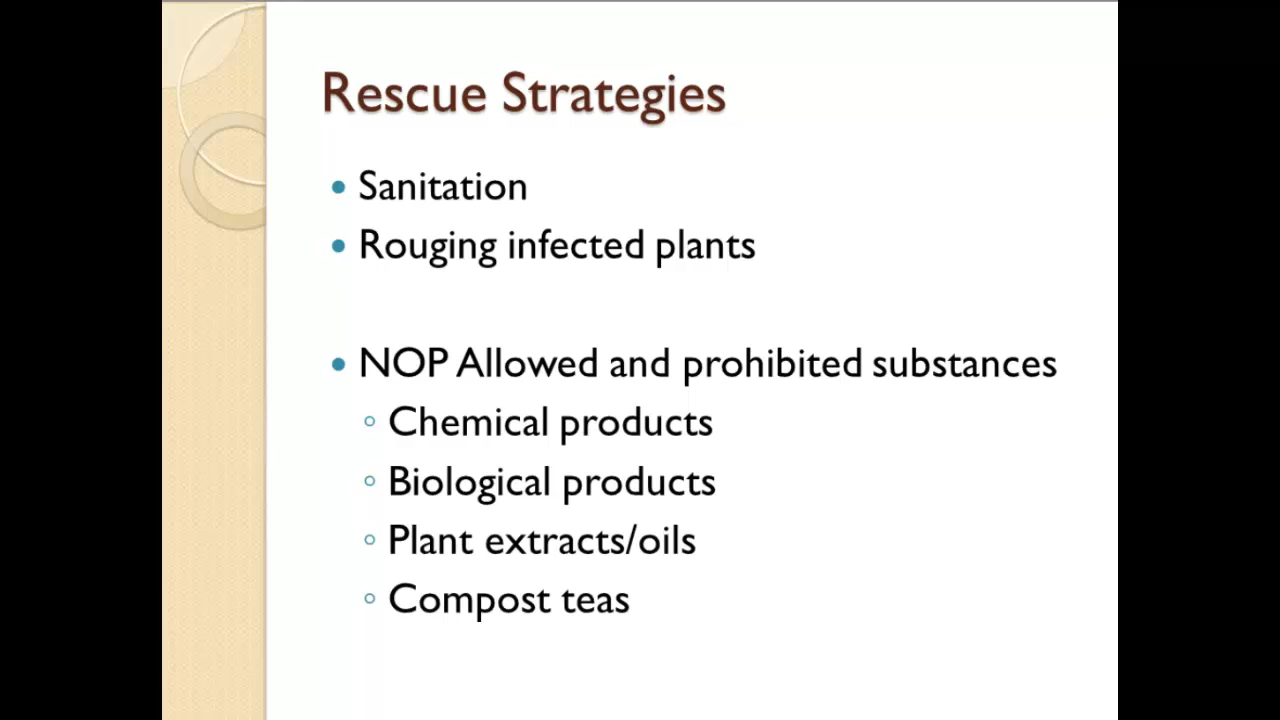 Rescue Strategies
• Sanitation
• Rouging infected plants
• NOP Allowed and prohibited substances
◦ Chemical products
◦ Biological products
◦ Plant extracts/oils
◦ Compost teas